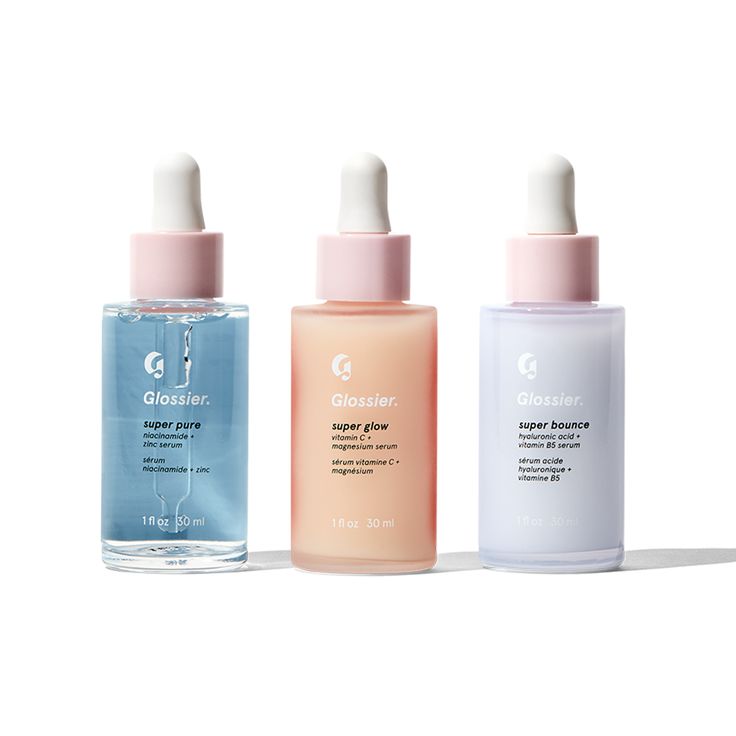 Glossier.
super pure
niacinamide +
zinc serum
sérum
niacinamide + zinc
1 fl oz 30 ml
Glossier.
super glow
vitamin C +
magnesium serum
sérum vitamine C +
magnésium
1 fl oz 30 ml
Glossier.
super bounce
hyaluronic acid +
vitamin B5 serum
sérum acide
hyaluronique +
vitamine B5
1 fl oz 30 ml